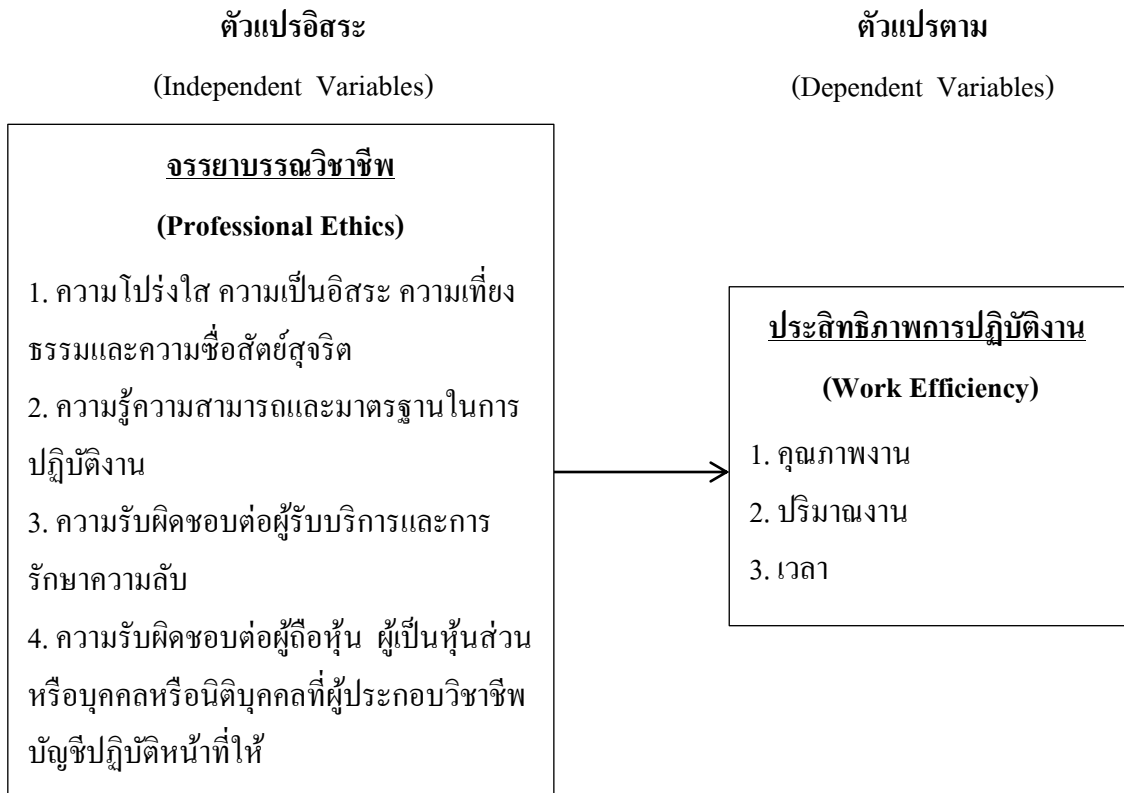 ตัวแปรอิสระ
(Independent Variables)
จรรยาบรรณวิชาชีพ
(Professional Ethics)
1. ความโปร่งใส ความเป็นอิสระ ความเที่ยง
ธรรมและความซื่อสัตย์สุจริต
2. ความรู้ความสามารถและมาตรฐานในการ
ปฏิบัติงาน
3. ความรับผิดชอบต่อผู้รับบริการและการ
รักษาความลับ
4. ความรับผิดชอบต่อผู้ถือหุ้น ผู้เป็นหุ้นส่วน
หรือบุคคลหรือนิติบุคคลที่ผู้ประกอบวิชาชีพ
บัญชีปฏิบัติหน้าที่ให้
ตัวแปรตาม
(Dependent Variables)
ประสิทธิภาพการปฏิบัติงาน
(Work Efficiency)
1. คุณภาพงาน
2. ปริมาณงาน
3. เวลา